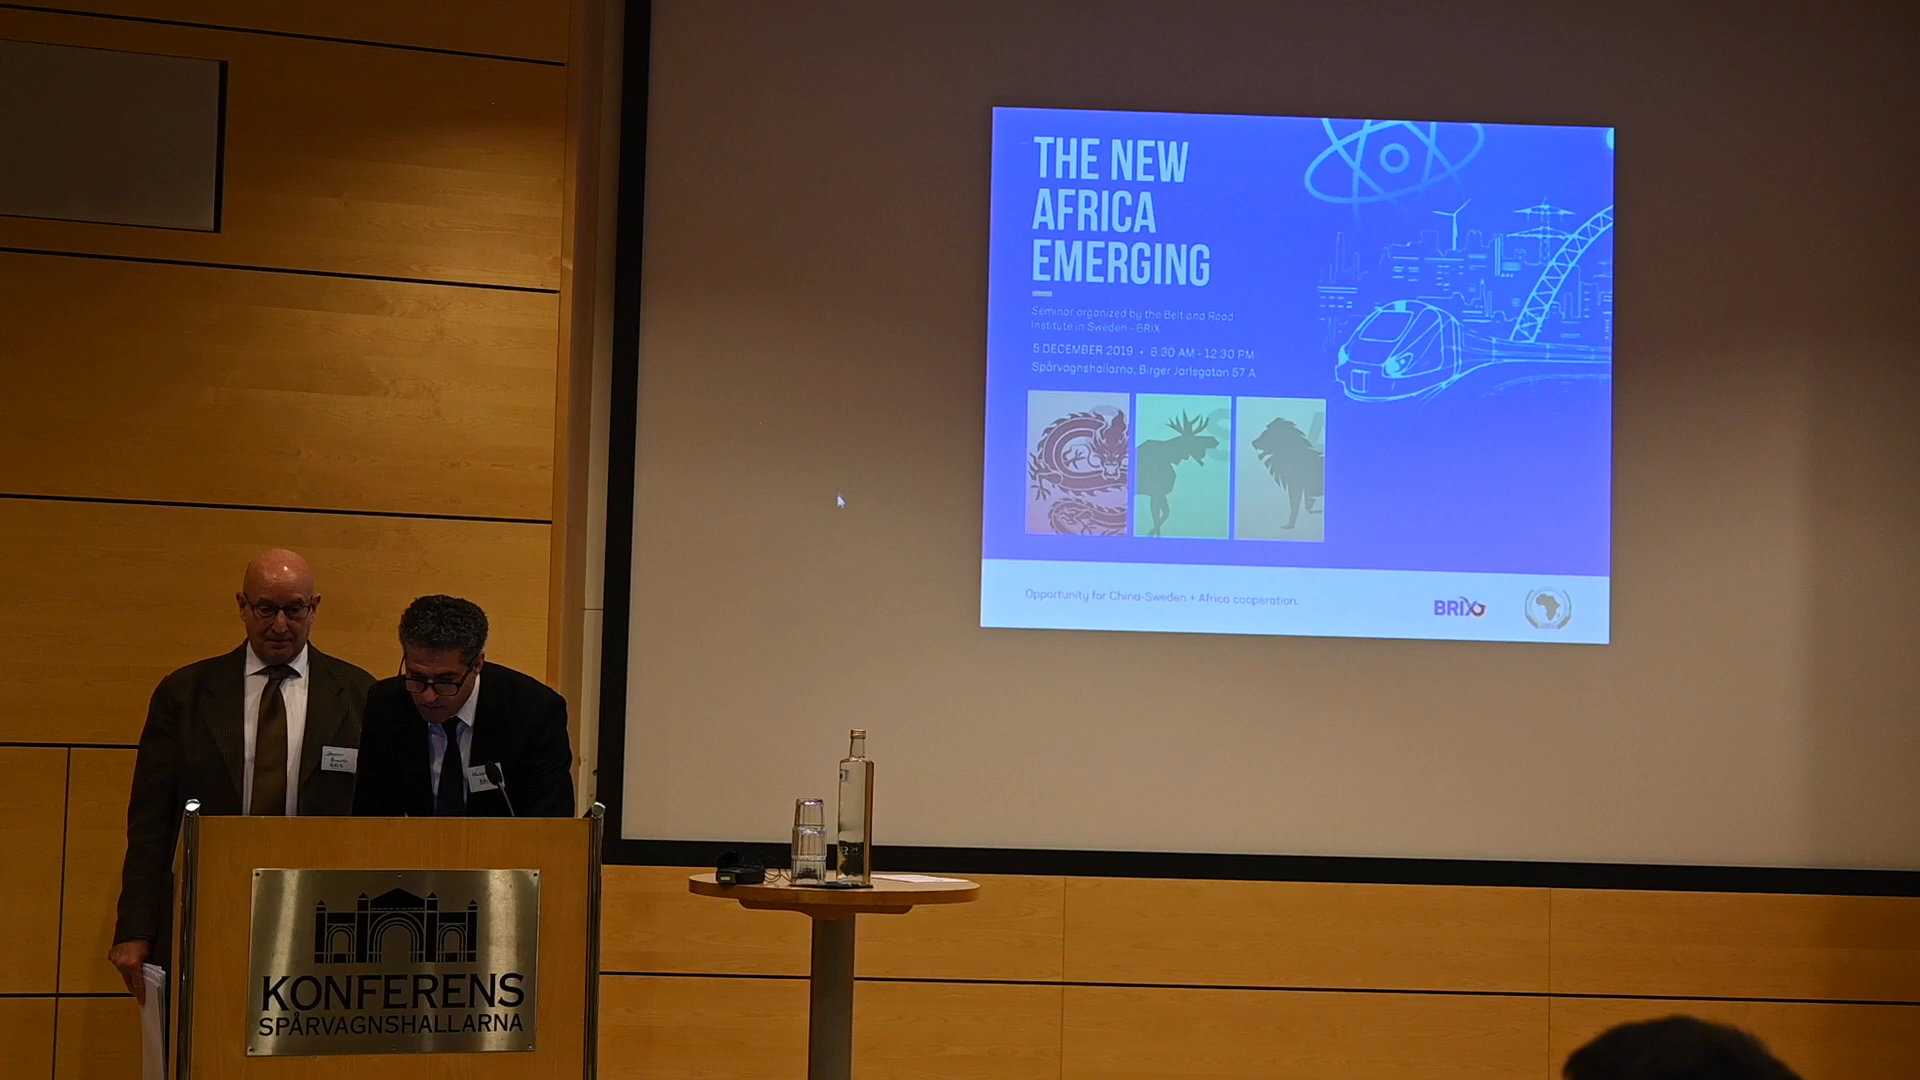 THE NEW
AFRICA
EMERGING
Seminar organized by the Belt and Road
Institute in Sweden - BRIX
5 DECEMBER 2019 • 8:30 AM - 12:30 PM
Spårvagnshallarna, Birger Jarlsgatan 57 A
Opportunity for China-Sweden + Africa cooperation.
BRIX
KONFERENS
SPÅRVAGNSHALLARNA